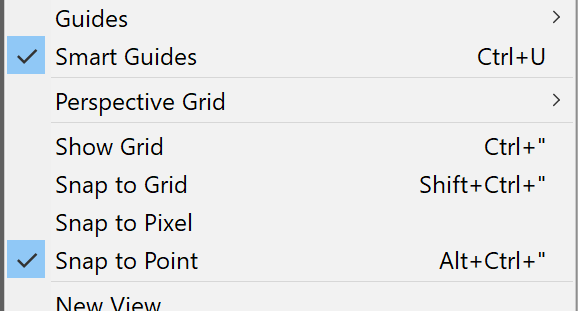 Guides
Smart Guides Ctrl+U
Perspective Grid
Show Grid Ctrl+"
Snap to Grid Shift+Ctrl+"
Snap to Pixel
Snap to Point Alt+Ctrl+"
New View